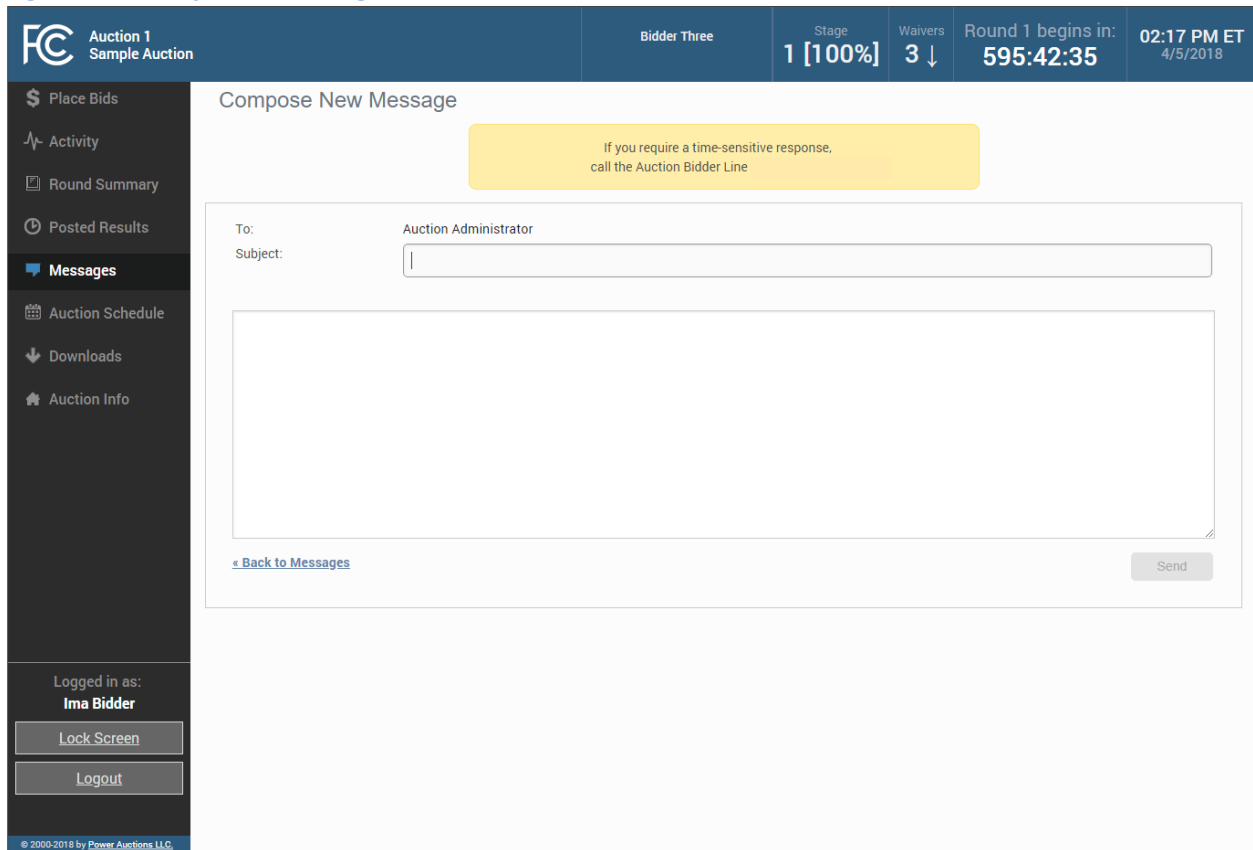 FCC
Auction 1
Sample Auction
Bidder Three
Stage
1 [100%]
Waivers
3 ↓
Round 1 begins in:
595:42:35
02:17 PM ET
4/5/2018
Place Bids
Activity
Round Summary
Posted Results
Messages
Auction Schedule
Downloads
Auction Info
Compose New Message
If you require a time-sensitive response,
call the Auction Bidder Line
To: Auction Administrator
Subject:
« Back to Messages
Send
Logged in as:
Ima Bidder
Lock Screen
Logout
© 2000-2018 by Power Auctions LLC.